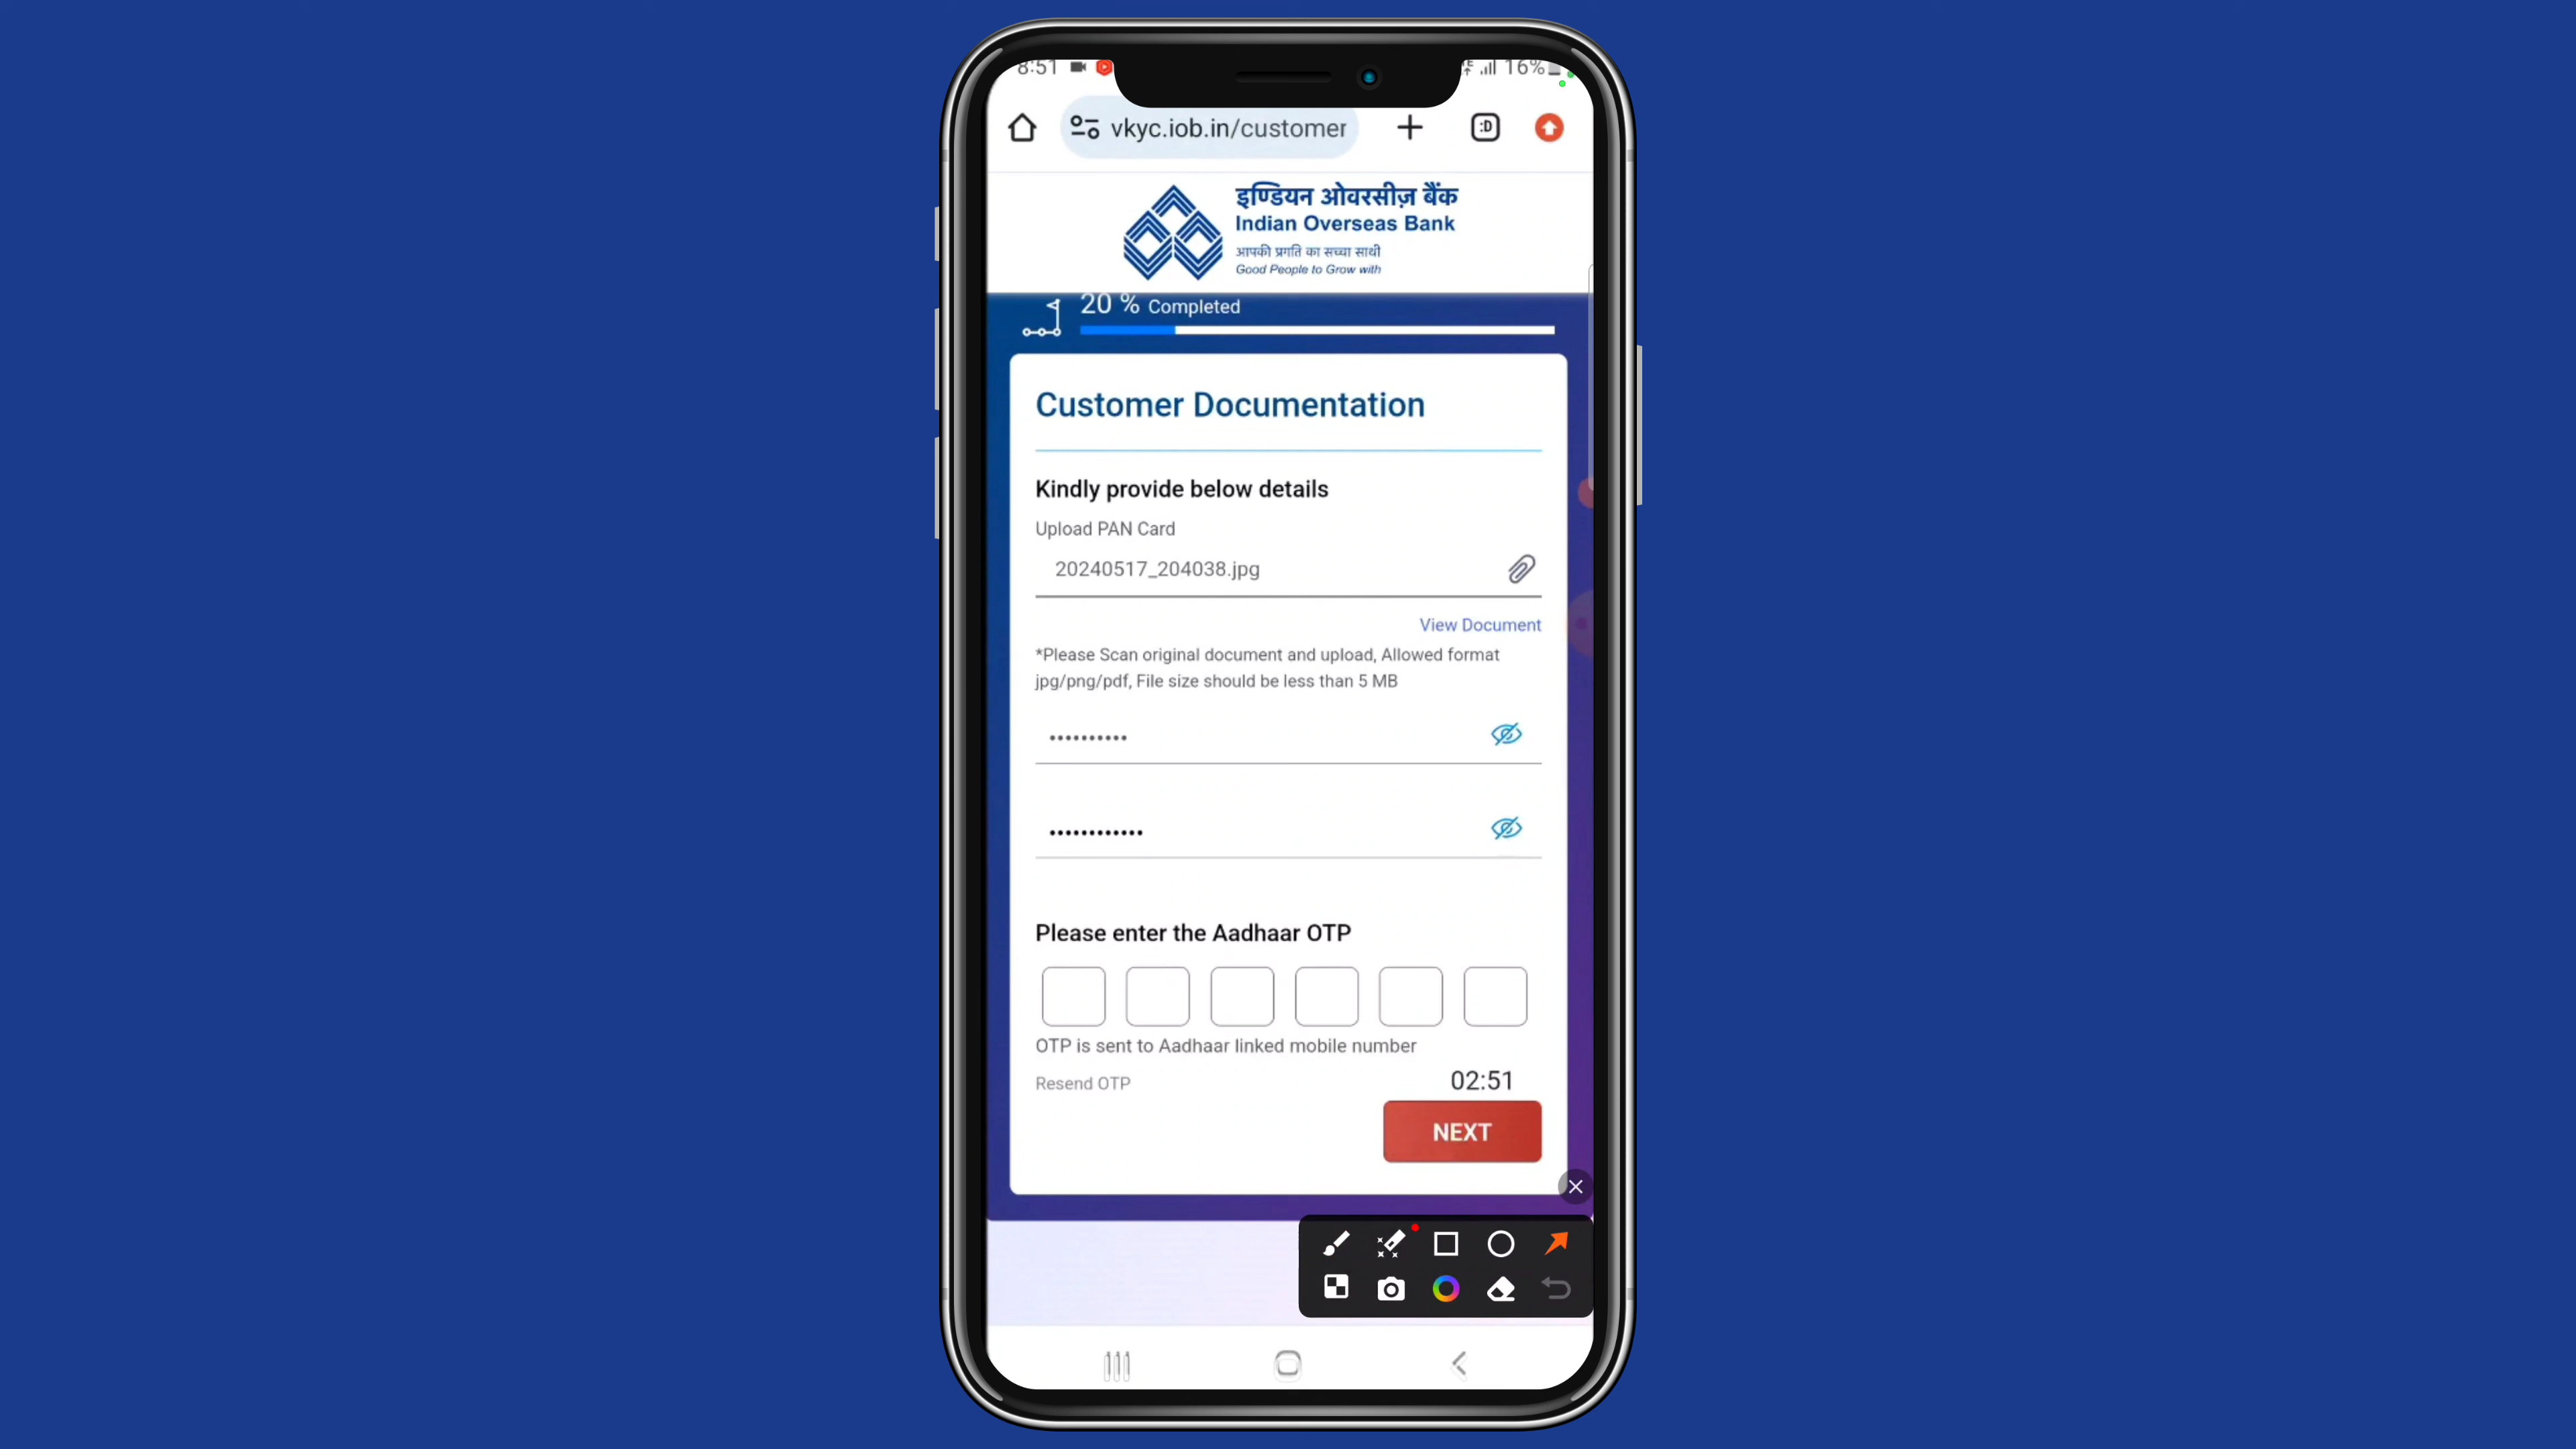 8:51
16%
vkyc.iob.in/customer
:D
इण्डियन ओवरसीज़ बैंक
Indian Overseas Bank
आपकी प्रगति का सच्चा साथी
Good People to Grow with
20 % Completed
Customer Documentation
Kindly provide below details
Upload PAN Card
20240517_204038.jpg
View Document
*Please Scan original document and upload, Allowed format
jpg/png/pdf, File size should be less than 5 MB
••••••••••
••••••••••••
Please enter the Aadhaar OTP
OTP is sent to Aadhaar linked mobile number
Resend OTP
02:51
NEXT